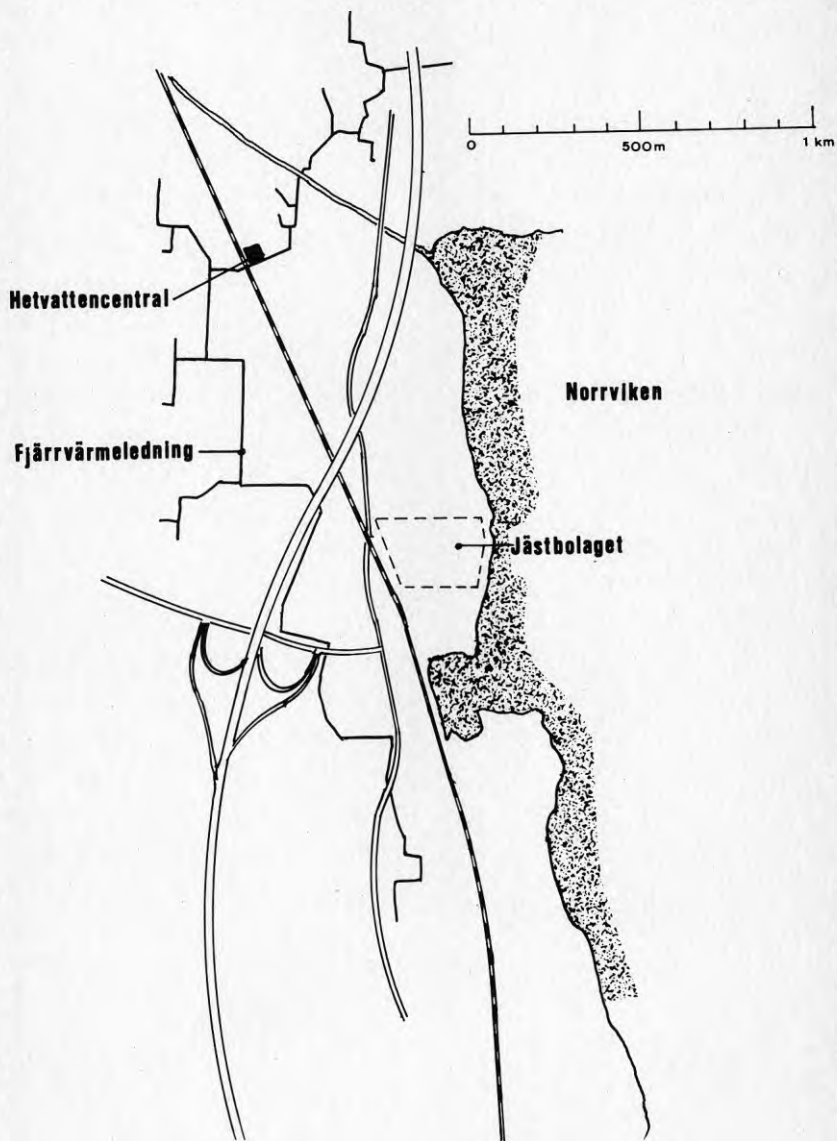 0 500m 1 km
Hetvattencentral
Norrviken
Fjärrvärmeledning
Jästbolaget